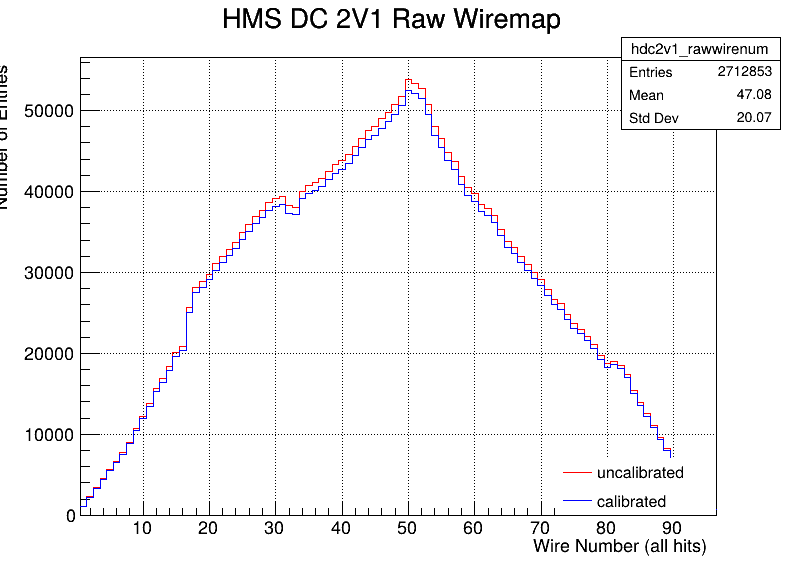 HMS DC 2V1 Raw Wiremap
hdc2v1_rawwirenum
Entries 2712853
Mean 47.08
Std Dev 20.07
Number of Entries
50000
40000
30000
20000
10000
0
uncalibrated
calibrated
10 20 30 40 50 60 70 80 90
Wire Number (all hits)